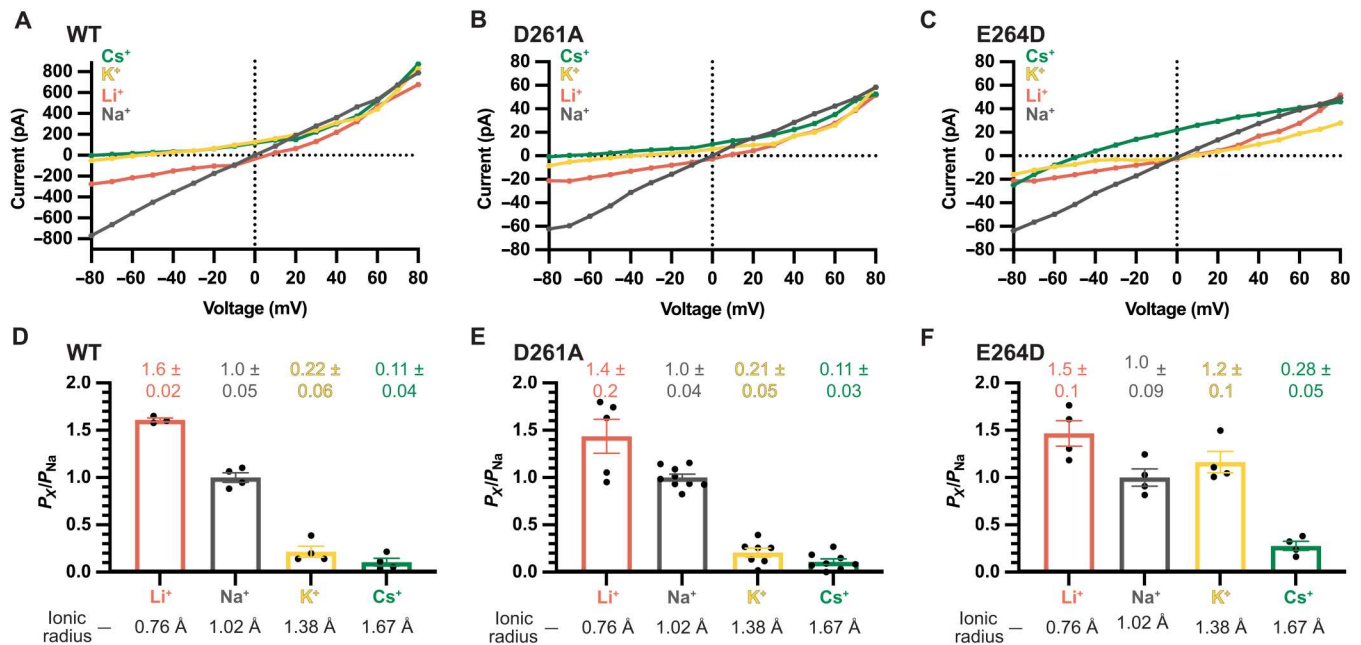 A WT
Cs⁺
K⁺
Li⁺
Na⁺
Current (pA)
800
600
400
200
0
−200
−400
−600
−800
−80 −60 −40 −20 0 20 40 60 80
Voltage (mV)
B D261A
Cs⁺
K⁺
Li⁺
Na⁺
Current (pA)
80
60
40
20
0
−20
−40
−60
−80
−80 −60 −40 −20 0 20 40 60 80
Voltage (mV)
C E264D
Cs⁺
K⁺
Li⁺
Na⁺
Current (pA)
80
60
40
20
0
−20
−40
−60
−80
−80 −60 −40 −20 0 20 40 60 80
Voltage (mV)
D WT
1.6 ± 1.0 ± 0.22 ± 0.11 ±
0.02 0.05 0.06 0.04
PX/PNa
2.0
1.5
1.0
0.5
0.0
Li⁺ Na⁺ K⁺ Cs⁺
Ionic
radius — 0.76 Å 1.02 Å 1.38 Å 1.67 Å
E D261A
1.4 ± 1.0 ± 0.21 ± 0.11 ±
0.2 0.04 0.05 0.03
PX/PNa
2.0
1.5
1.0
0.5
0.0
Li⁺ Na⁺ K⁺ Cs⁺
Ionic
radius — 0.76 Å 1.02 Å 1.38 Å 1.67 Å
F E264D
1.5 ± 1.0 ± 1.2 ± 0.28 ±
0.1 0.09 0.1 0.05
PX/PNa
2.0
1.5
1.0
0.5
0.0
Li⁺ Na⁺ K⁺ Cs⁺
Ionic
radius — 0.76 Å 1.02 Å 1.38 Å 1.67 Å